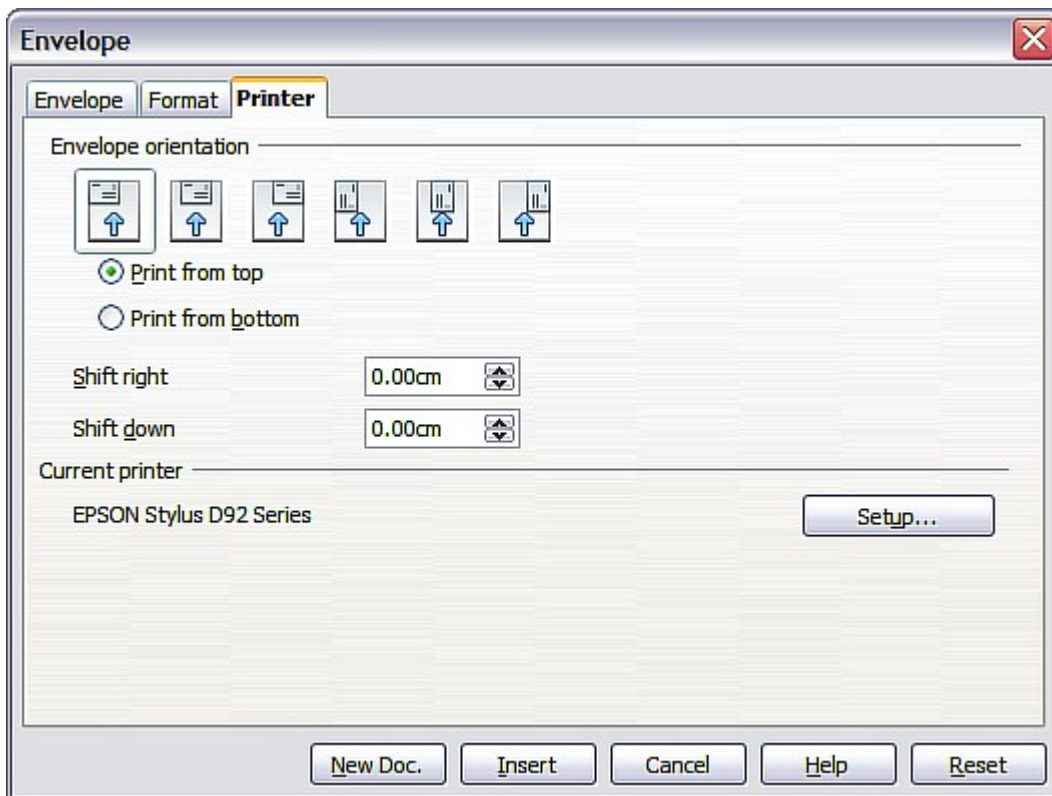 Envelope
Envelope Format Printer
Envelope orientation
Print from top
Print from bottom
Shift right 0.00cm
Shift down 0.00cm
Current printer
EPSON Stylus D92 Series Setup...
New Doc. Insert Cancel Help Reset